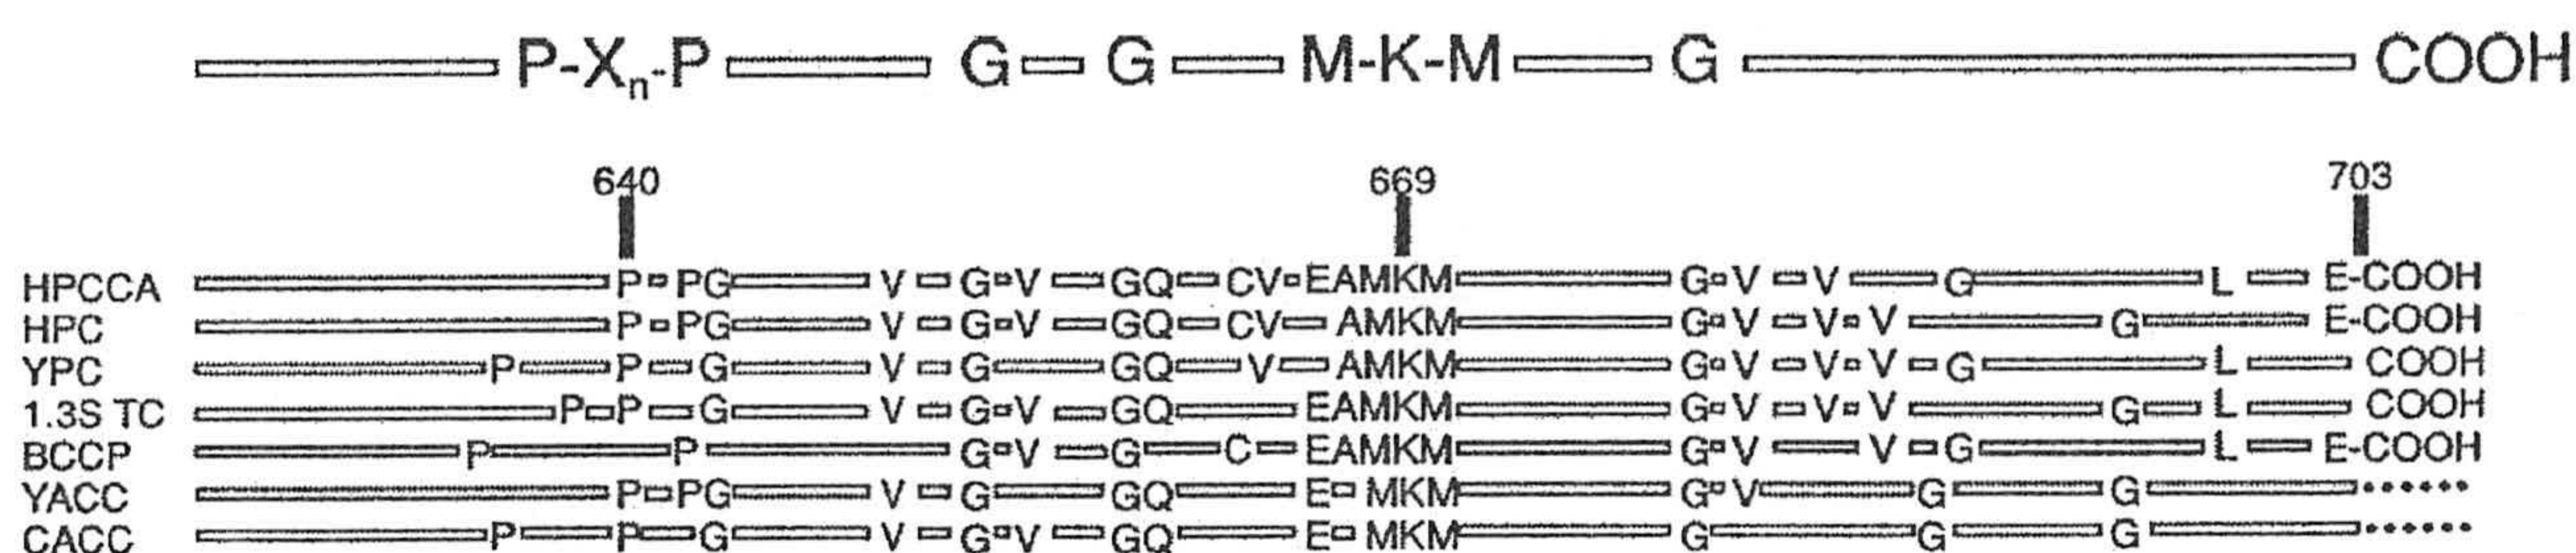 P-Xn-P G G M-K-M G COOH
640 669 703
HPCCA P PG V G V GQ CV EAMKM G V V G L E-COOH
HPC P PG V G V GQ CV AMKM G V V V G E-COOH
YPC P P G V G GQ V AMKM G V V V G L COOH
1.3S TC P P G V G V GQ EAMKM G V V V G L COOH
BCCP P P G V G C EAMKM G V V G L E-COOH
YACC P PG V G GQ E MKM G V G G ......
CACC P P G V G V GQ E MKM G G G ......